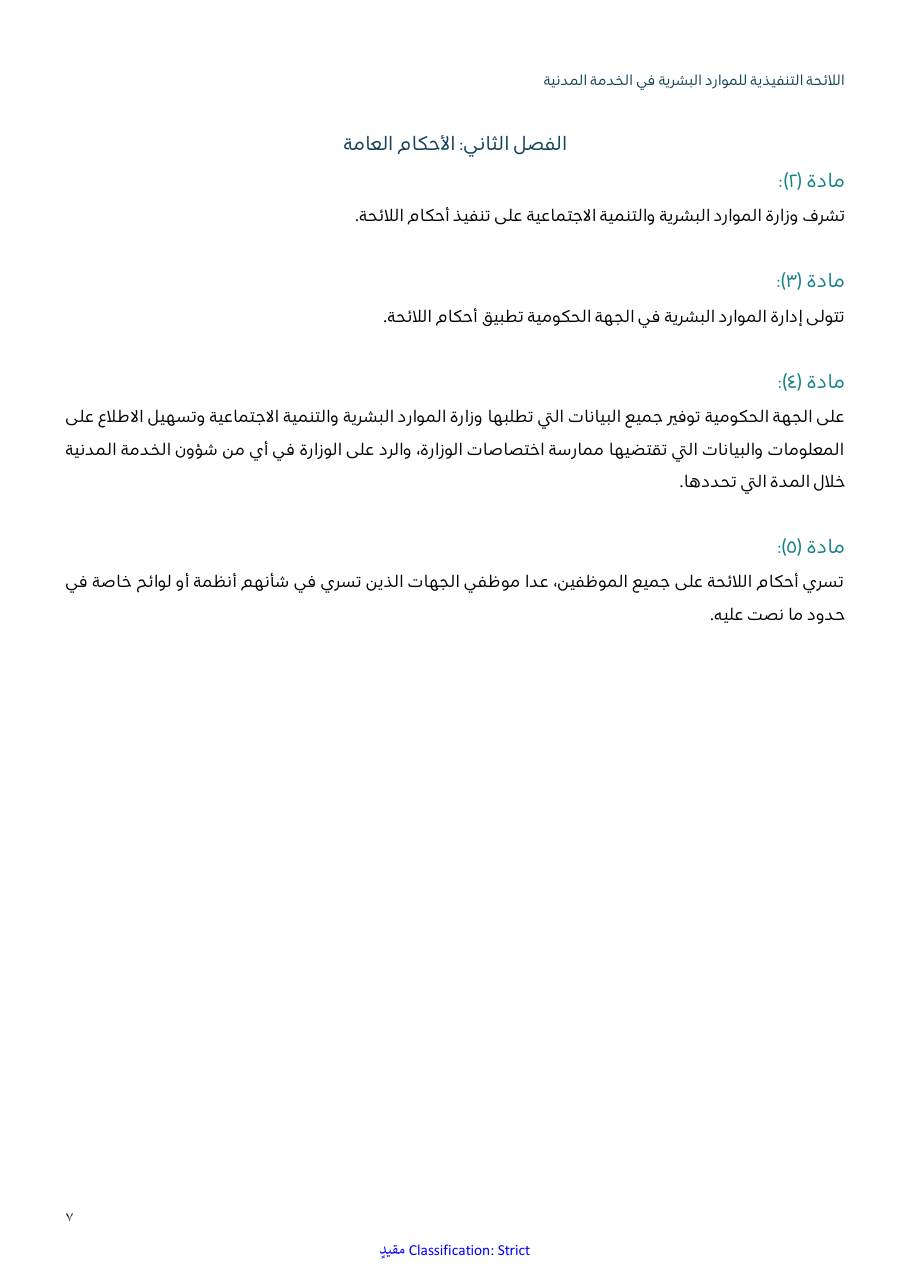 اللائحة التنفيذية للموارد البشرية في الخدمة المدنية
الفصل الثاني: الأحكام العامة
مادة (٢):
تشرف وزارة الموارد البشرية والتنمية الاجتماعية على تنفيذ أحكام اللائحة.
مادة (٣):
تتولى إدارة الموارد البشرية في الجهة الحكومية تطبيق أحكام اللائحة.
مادة (٤):
على الجهة الحكومية توفير جميع البيانات التي تطلبها وزارة الموارد البشرية والتنمية الاجتماعية وتسهيل الاطلاع على
المعلومات والبيانات التي تقتضيها ممارسة اختصاصات الوزارة، والرد على الوزارة في أي من شؤون الخدمة المدنية
خلال المدة التي تحددها.
مادة (٥):
تسري أحكام اللائحة على جميع الموظفين، عدا موظفي الجهات الذين تسري في شأنهم أنظمة أو لوائح خاصة في
حدود ما نصت عليه.
٧
Classification: Strict مقيدٍ